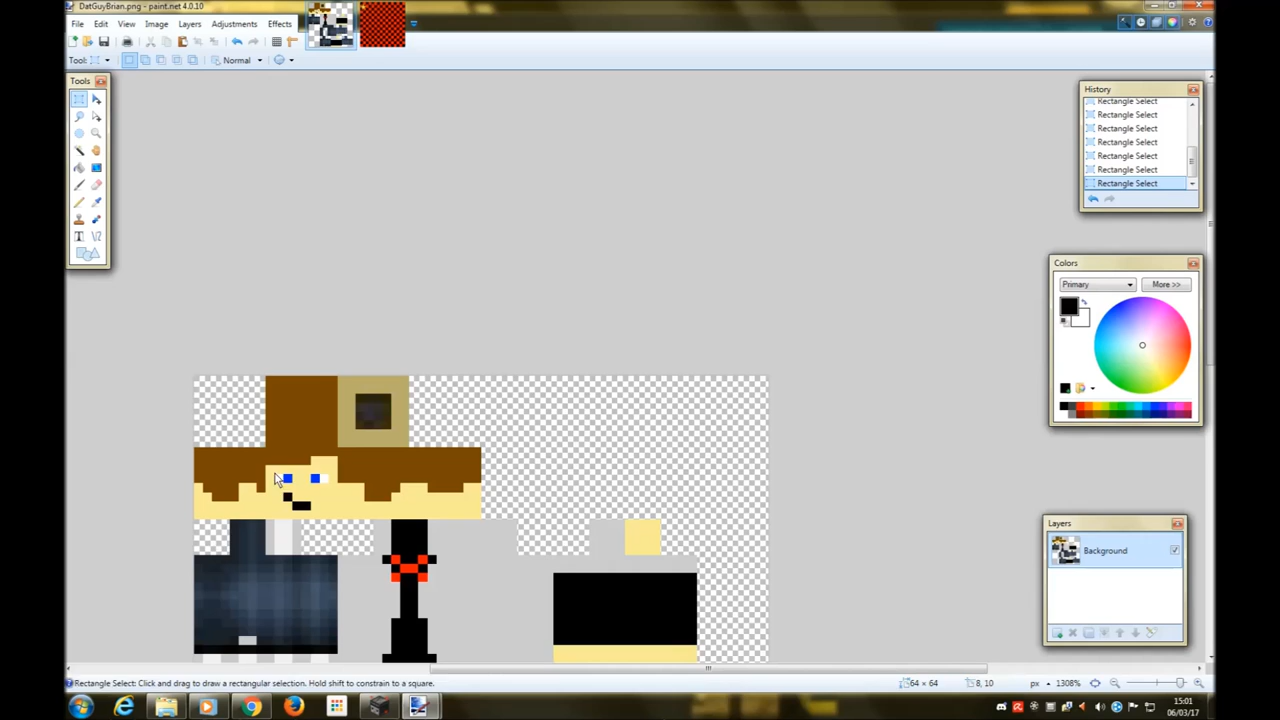 DatGuyBrian.png - paint.net 4.0.10
File Edit View Image Layers Adjustments Effects
Tool: Normal
Tools
History
Rectangle Select
Rectangle Select
Rectangle Select
Rectangle Select
Rectangle Select
Rectangle Select
Rectangle Select
Colors
Primary More >>
Layers
Background
Rectangle Select: Click and drag to draw a rectangular selection. Hold shift to constrain to a square.
64 × 64 8, 10 px 1308%
15:01
06/03/17